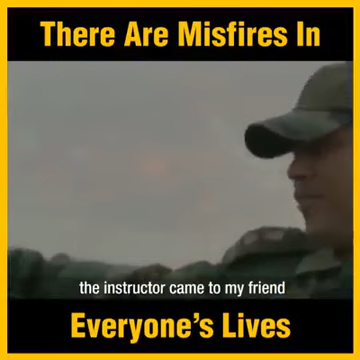 There Are Misfires In
the instructor came to my friend
Everyone's Lives